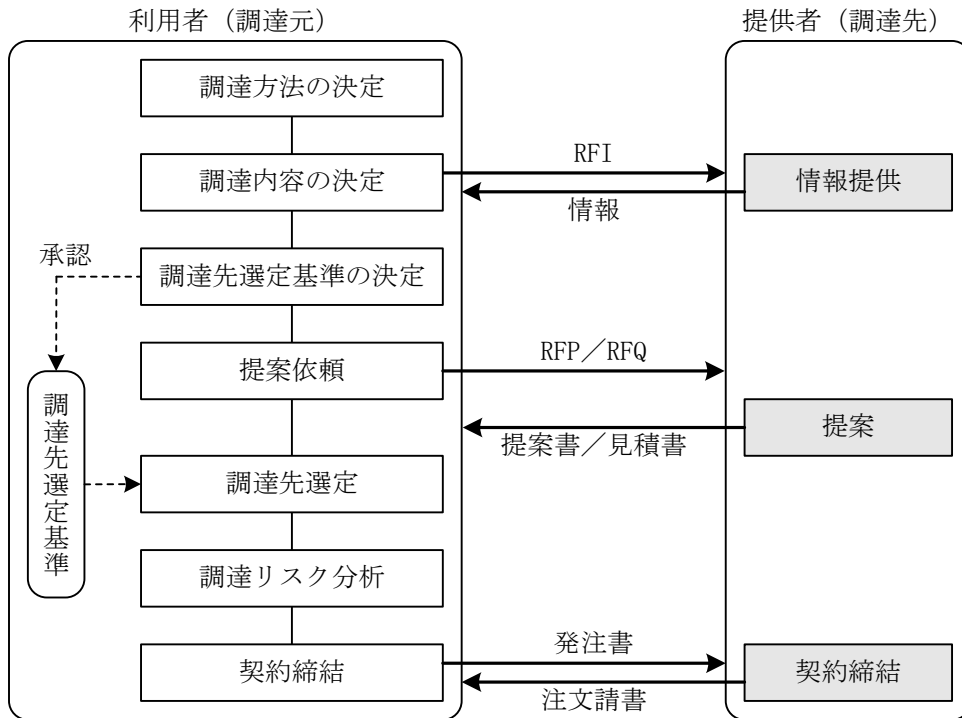 利用者（調達元）
提供者（調達先）
調達方法の決定
調達内容の決定
RFI
情報
情報提供
承認
調達先選定基準の決定
提案依頼
RFP／RFQ
提案書／見積書
提案
調達先選定基準
調達先選定
調達リスク分析
契約締結
発注書
注文請書
契約締結